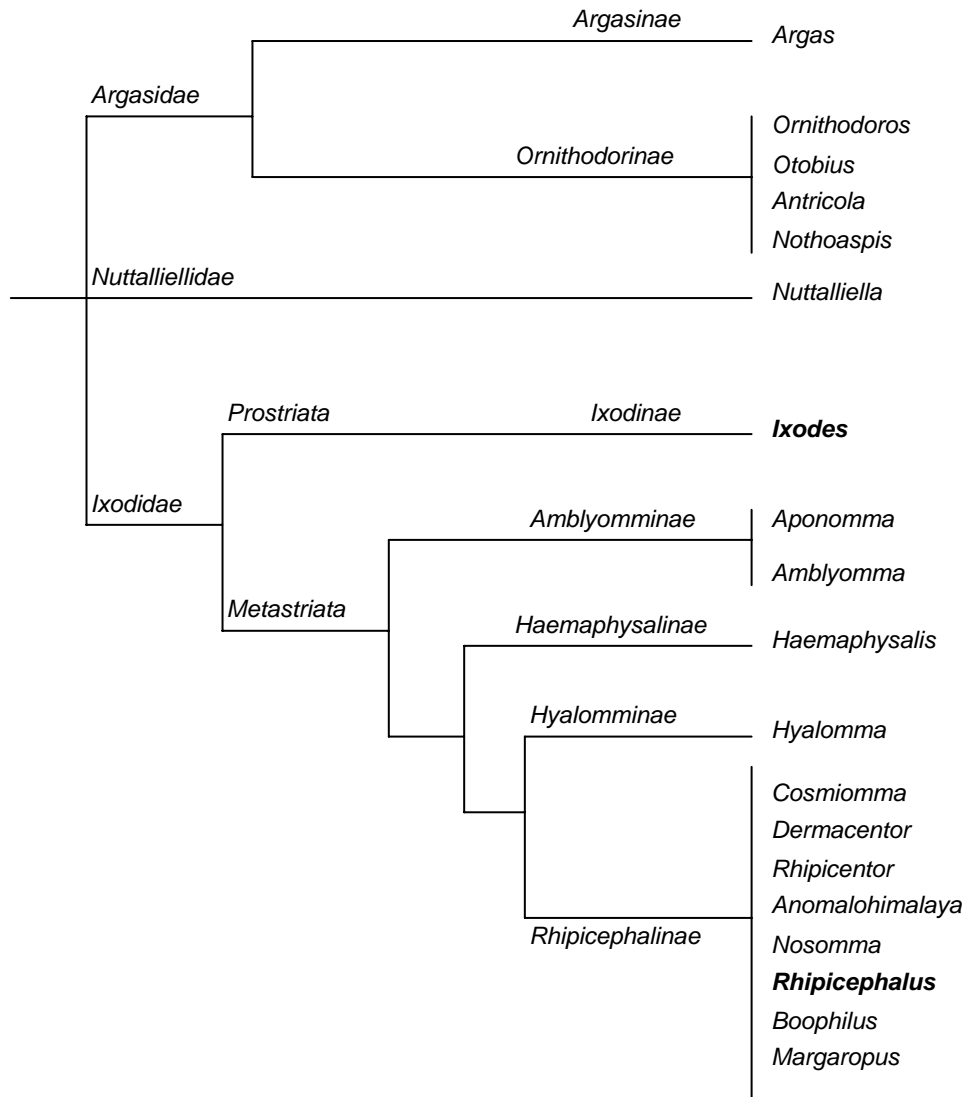 Argasinae
Argas
Argasidae
Ornithodoros
Ornithodorinae
Otobius
Antricola
Nothoaspis
Nuttalliellidae
Nuttalliella
Prostriata
Ixodinae
Ixodes
Ixodidae
Amblyomminae
Aponomma
Amblyomma
Metastriata
Haemaphysalinae
Haemaphysalis
Hyalomminae
Hyalomma
Cosmiomma
Dermacentor
Rhipicentor
Anomalohimalaya
Rhipicephalinae
Nosomma
Rhipicephalus
Boophilus
Margaropus